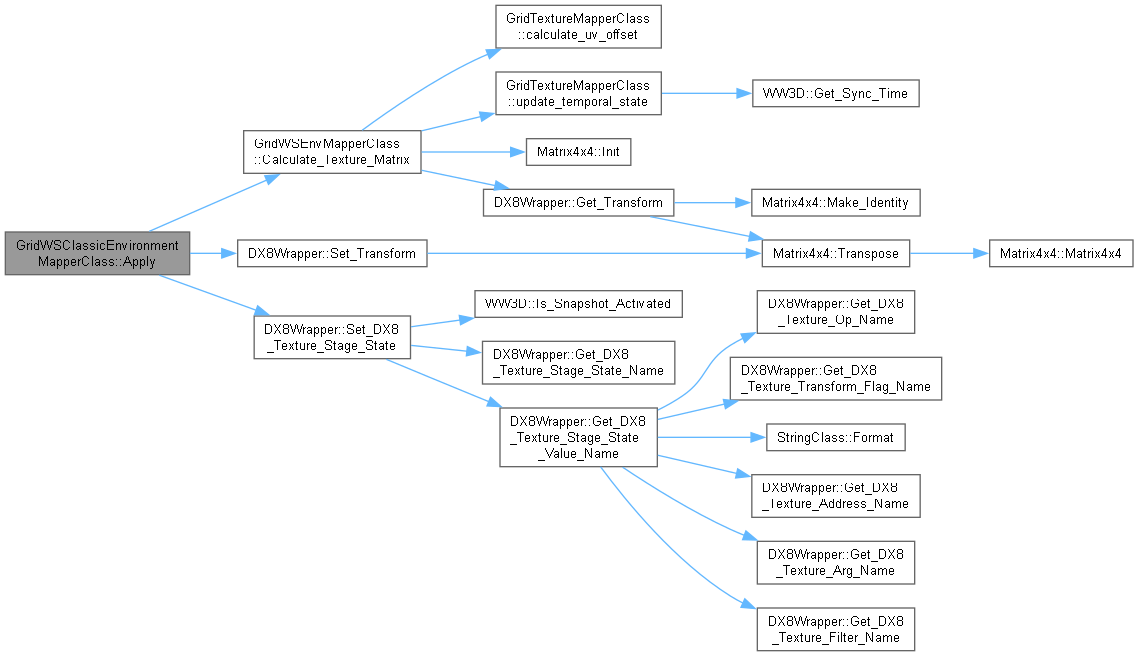 GridTextureMapperClass
::calculate_uv_offset
GridTextureMapperClass
::update_temporal_state
WW3D::Get_Sync_Time
GridWSEnvMapperClass
::Calculate_Texture_Matrix
Matrix4x4::Init
DX8Wrapper::Get_Transform
Matrix4x4::Make_Identity
GridWSClassicEnvironment
MapperClass::Apply
DX8Wrapper::Set_Transform
Matrix4x4::Transpose
Matrix4x4::Matrix4x4
WW3D::Is_Snapshot_Activated
DX8Wrapper::Set_DX8
_Texture_Stage_State
DX8Wrapper::Get_DX8
_Texture_Stage_State_Name
DX8Wrapper::Get_DX8
_Texture_Op_Name
DX8Wrapper::Get_DX8
_Texture_Transform_Flag_Name
DX8Wrapper::Get_DX8
_Texture_Stage_State
_Value_Name
StringClass::Format
DX8Wrapper::Get_DX8
_Texture_Address_Name
DX8Wrapper::Get_DX8
_Texture_Arg_Name
DX8Wrapper::Get_DX8
_Texture_Filter_Name